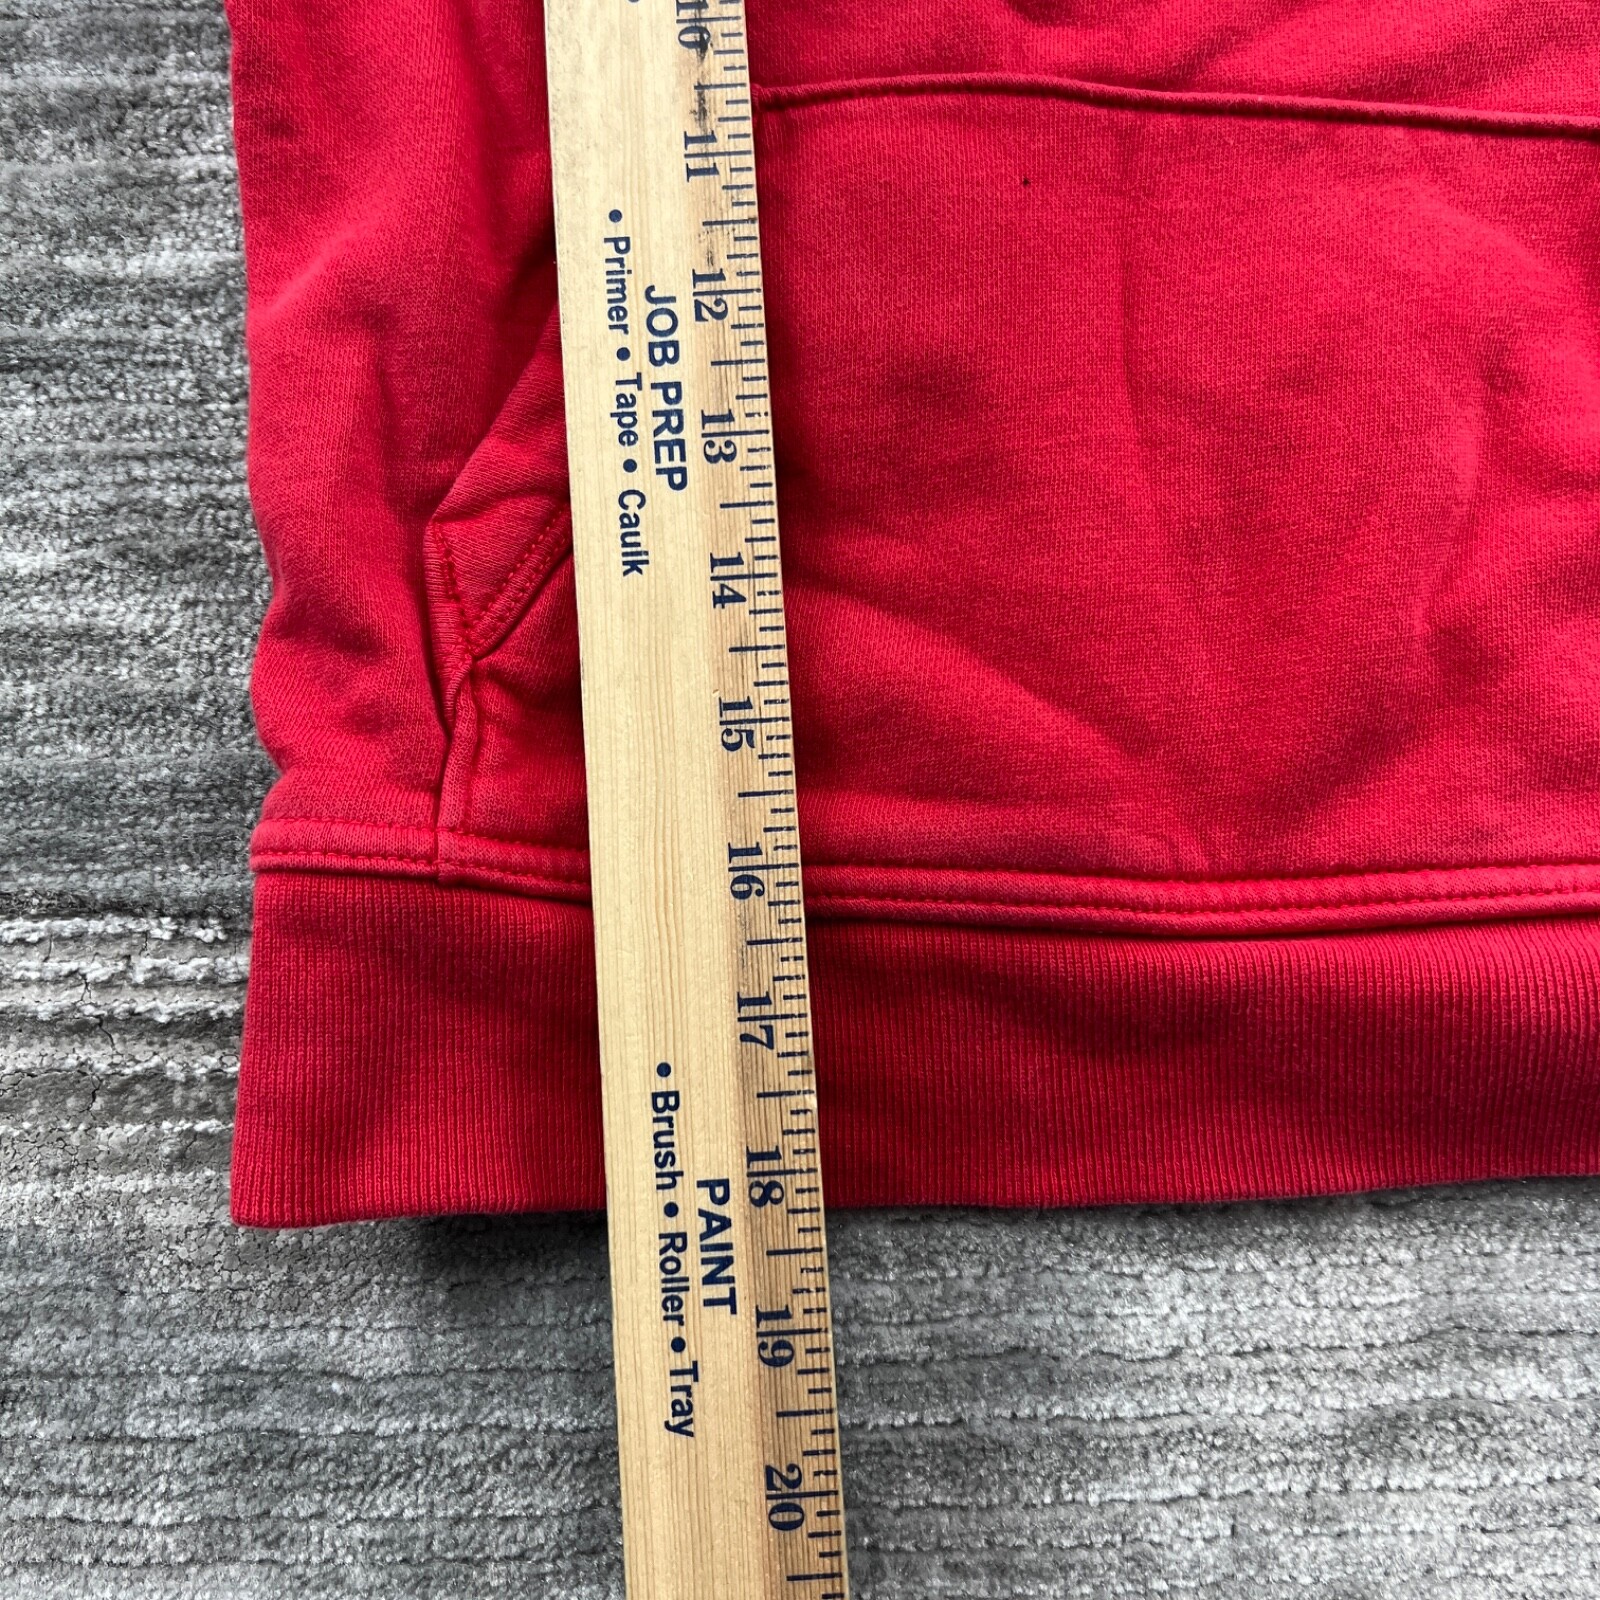 10
11
12
13
14
15
16
17
18
19
20
JOB PREP
• Primer • Tape • Caulk
PAINT
• Brush • Roller • Tray